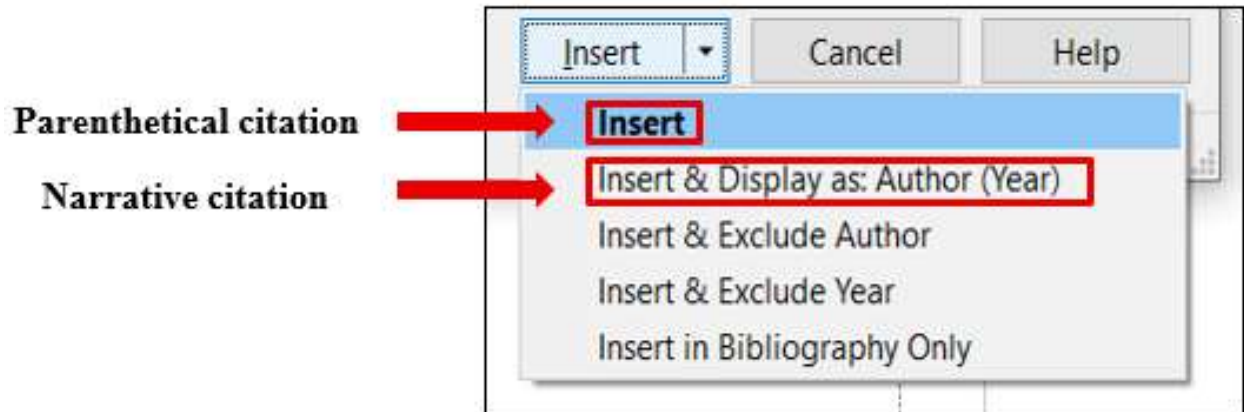 Insert Cancel Help
Parenthetical citation Insert
Narrative citation Insert & Display as: Author (Year)
Insert & Exclude Author
Insert & Exclude Year
Insert in Bibliography Only